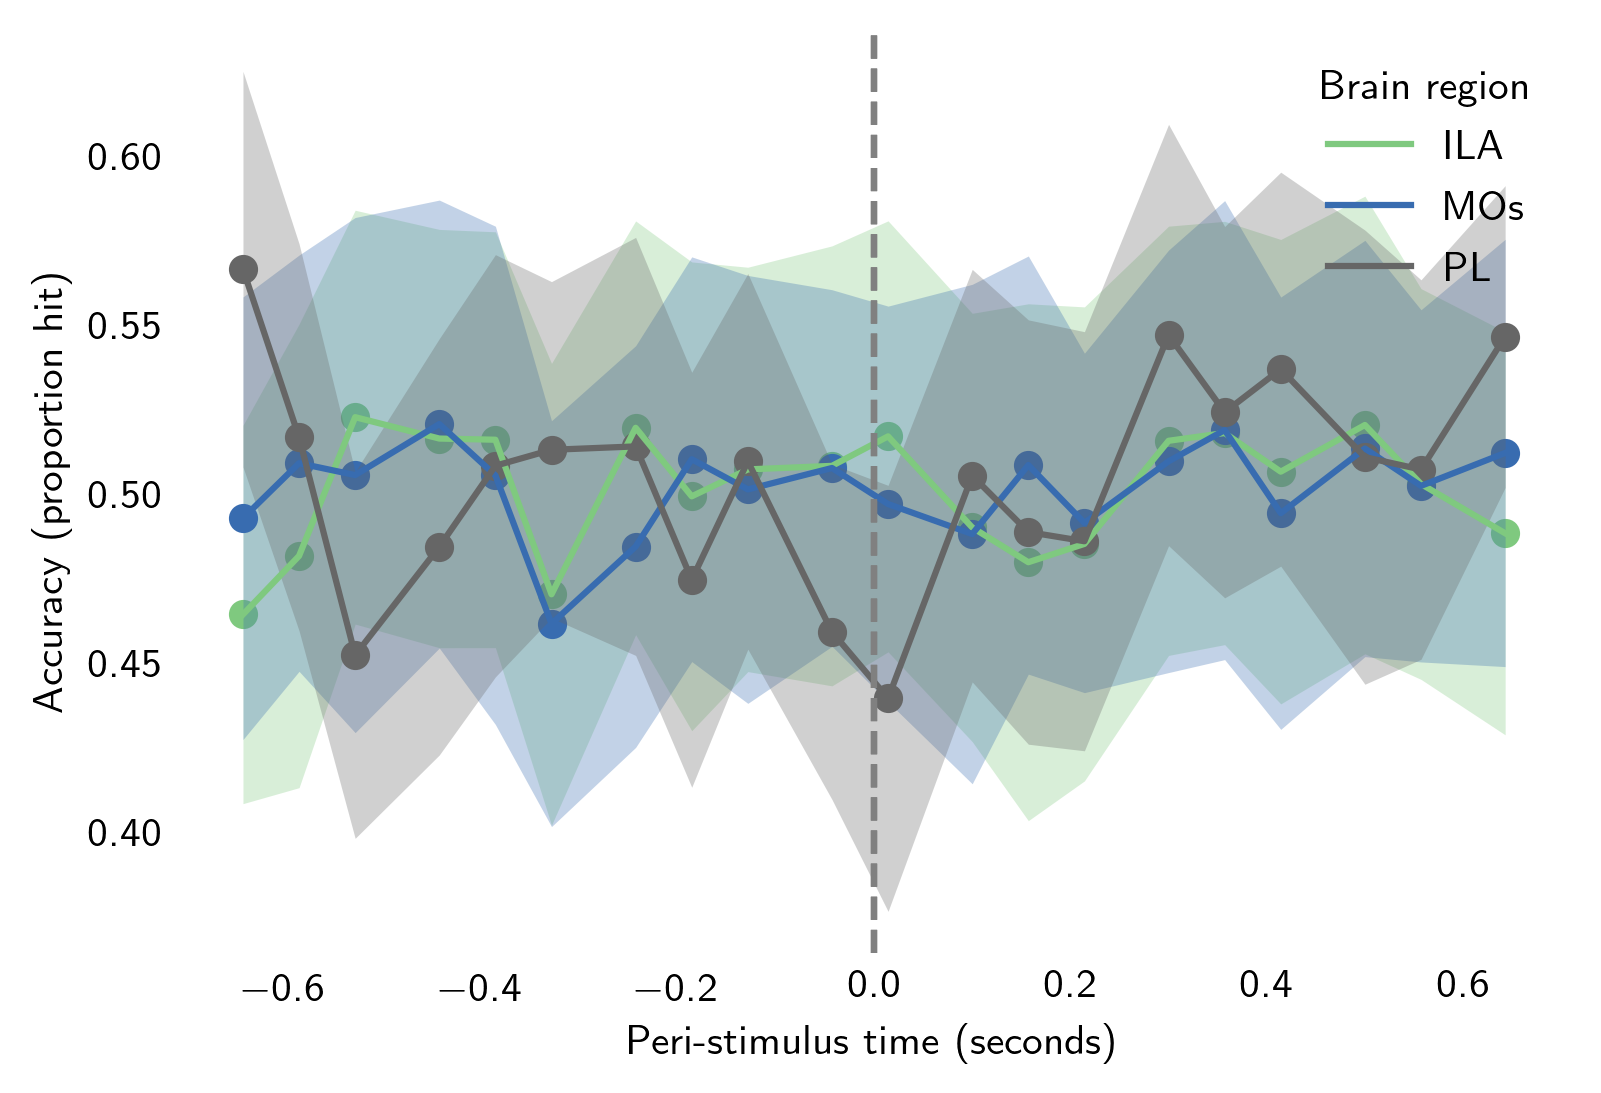 Brain region
ILA
MOs
PL
Accuracy (proportion hit)
0.60
0.55
0.50
0.45
0.40
−0.6 −0.4 −0.2 0.0 0.2 0.4 0.6
Peri-stimulus time (seconds)